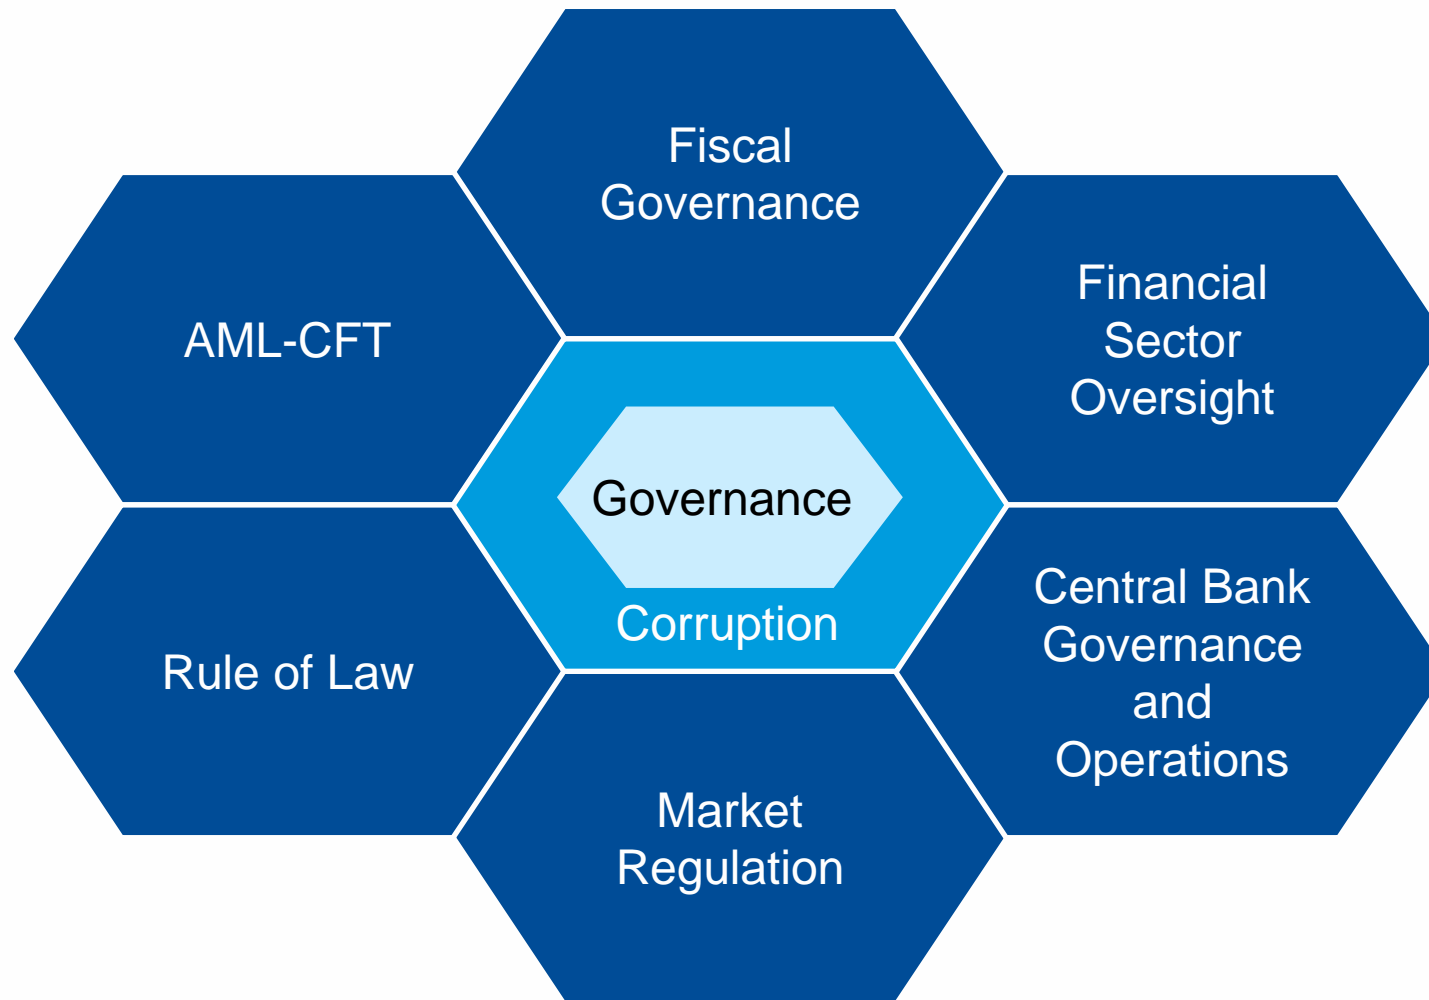 Fiscal
Governance
Financial
Sector
Oversight
AML-CFT
Governance
Corruption
Central Bank
Governance
and
Operations
Rule of Law
Market
Regulation